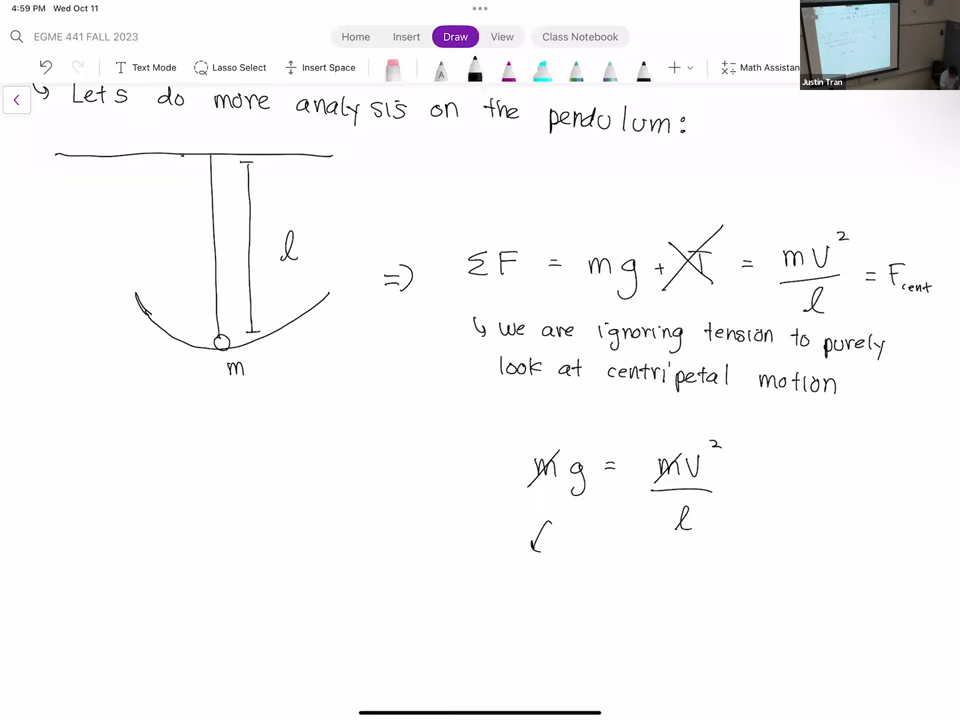 4:59 PM Wed Oct 11
EGME 441 FALL 2023
Home Insert Draw View Class Notebook
Text Mode Lasso Select Insert Space Math Assistan
Justin Tran
↳ Lets do more analysis on the pendulum:
l
m
=> ΣF = mg + T = mv² / l = Fcent
↳ we are ignoring tension to purely
look at centripetal motion
mg = mv² / l